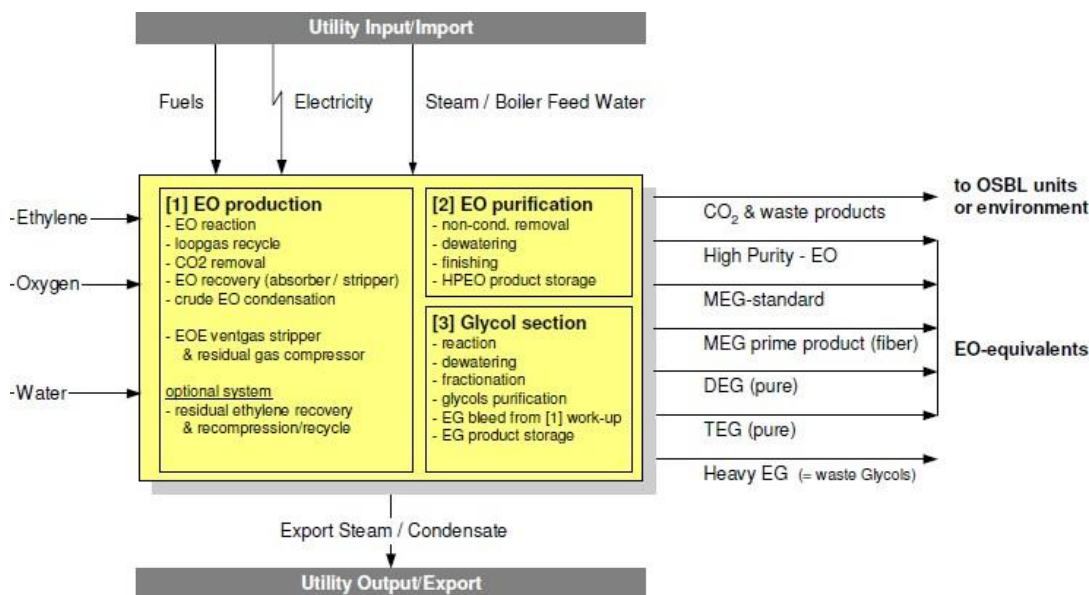 Utility Input/Import
Fuels
Electricity
Steam / Boiler Feed Water
Ethylene
Oxygen
Water
[1] EO production
- EO reaction
- loopgas recycle
- CO2 removal
- EO recovery (absorber / stripper)
- crude EO condensation
- EOE ventgas stripper
& residual gas compressor
optional system
- residual ethylene recovery
& recompression/recycle
[2] EO purification
- non-cond. removal
- dewatering
- finishing
- HPEO product storage
[3] Glycol section
- reaction
- dewatering
- fractionation
- glycols purification
- EG bleed from [1] work-up
- EG product storage
CO₂ & waste products
High Purity - EO
MEG-standard
MEG prime product (fiber)
DEG (pure)
TEG (pure)
Heavy EG (= waste Glycols)
to OSBL units
or environment
EO-equivalents
Export Steam / Condensate
Utility Output/Export